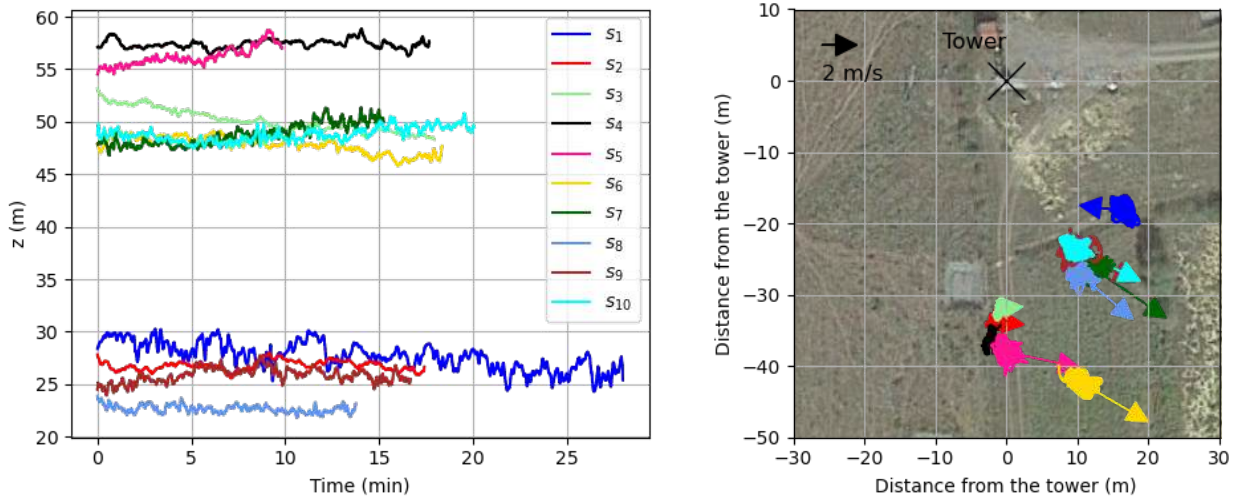 60
55
50
45
40
35
30
25
20
z (m)
0
5
10
15
20
25
Time (min)
s1
s2
s3
s4
s5
s6
s7
s8
s9
s10
10
0
−10
−20
−30
−40
−50
Distance from the tower (m)
−30
−20
−10
0
10
20
30
Distance from the tower (m)
Tower
2 m/s